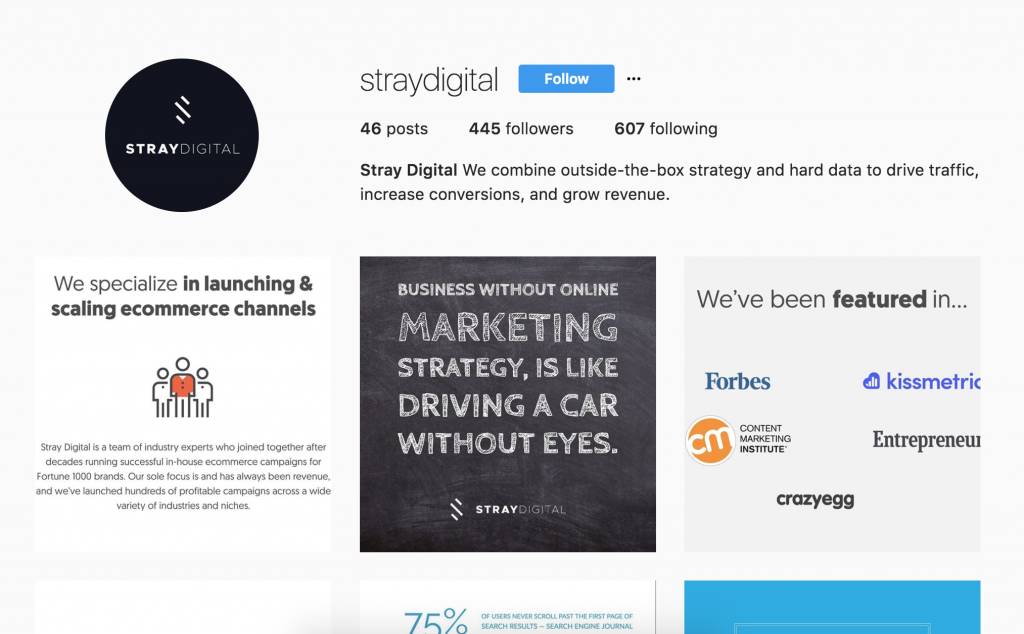 straydigital
Follow
46 posts 445 followers 607 following
Stray Digital We combine outside-the-box strategy and hard data to drive traffic,
increase conversions, and grow revenue.
STRAYDIGITAL
We specialize in launching &
scaling ecommerce channels
Stray Digital is a team of industry experts who joined together after
decades running successful in-house ecommerce campaigns for
Fortune 1000 brands. Our sole focus is and has always been revenue,
and we've launched hundreds of profitable campaigns across a wide
variety of industries and niches.
BUSINESS WITHOUT ONLINE
MARKETING
STRATEGY, IS LIKE
DRIVING A CAR
WITHOUT EYES.
STRAYDIGITAL
We've been featured in...
Forbes
kissmetric
cm CONTENT
MARKETING
INSTITUTE
Entrepreneur
crazyegg
75% OF USERS NEVER SCROLL PAST THE FIRST PAGE OF
SEARCH RESULTS – SEARCH ENGINE JOURNAL